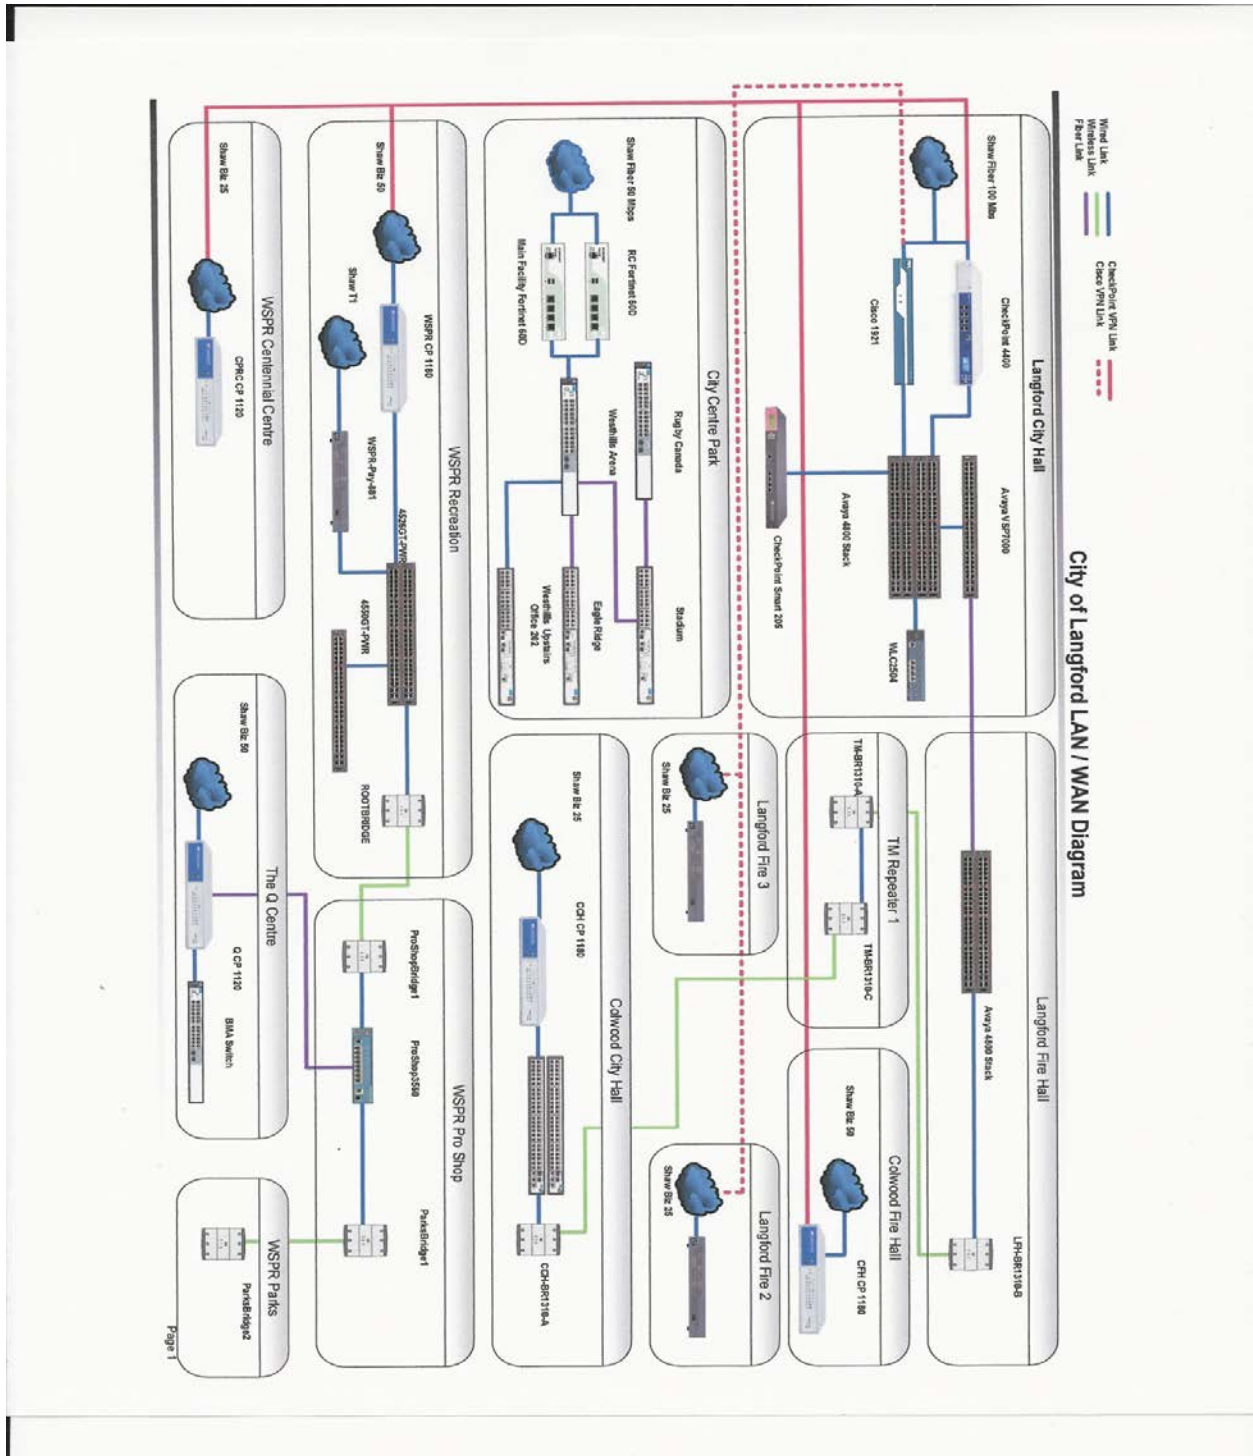 City of Langford LAN / WAN Diagram
Wired Link
Wireless Link
Fiber Link
CheckPoint VPN Link
Cisco VPN Link
Langford City Hall
Shaw Fiber 100 Mbs
CheckPoint 4400
Cisco 1921
Avaya VSP7000
Avaya 4800 Stack
WLC2504
CheckPoint Smart 205
Langford Fire Hall
Avaya 4800 Stack
LFH-BR1310-B
TM Repeater 1
TM-BR1310-A
TM-BR1310-C
Colwood Fire Hall
Shaw Biz 50
CFH CP 1180
Langford Fire 3
Shaw Biz 25
Langford Fire 2
Shaw Biz 25
City Centre Park
Shaw Fiber 50 Mbps
RC Fortinet 60D
Main Facility Fortinet 60D
Rugby Canada
Westhills Arena
Stadium
Eagle Ridge
Westhills Upstairs
Office 262
Colwood City Hall
Shaw Biz 25
CCH CP 1180
CCH-BR1310-A
WSPR Recreation
Shaw Biz 50
WSPR CP 1180
Shaw T1
WSPR-Pay-881
4526GT-PWR
4550GT-PWR
ROOTBRIDGE
WSPR Pro Shop
ProShopBridge1
ProShop3560
ParksBridge1
WSPR Centennial Centre
Shaw Biz 25
CPRC CP 1120
The Q Centre
Shaw Biz 50
Q CP 1120
BMA Switch
WSPR Parks
ParksBridge2
Page 1